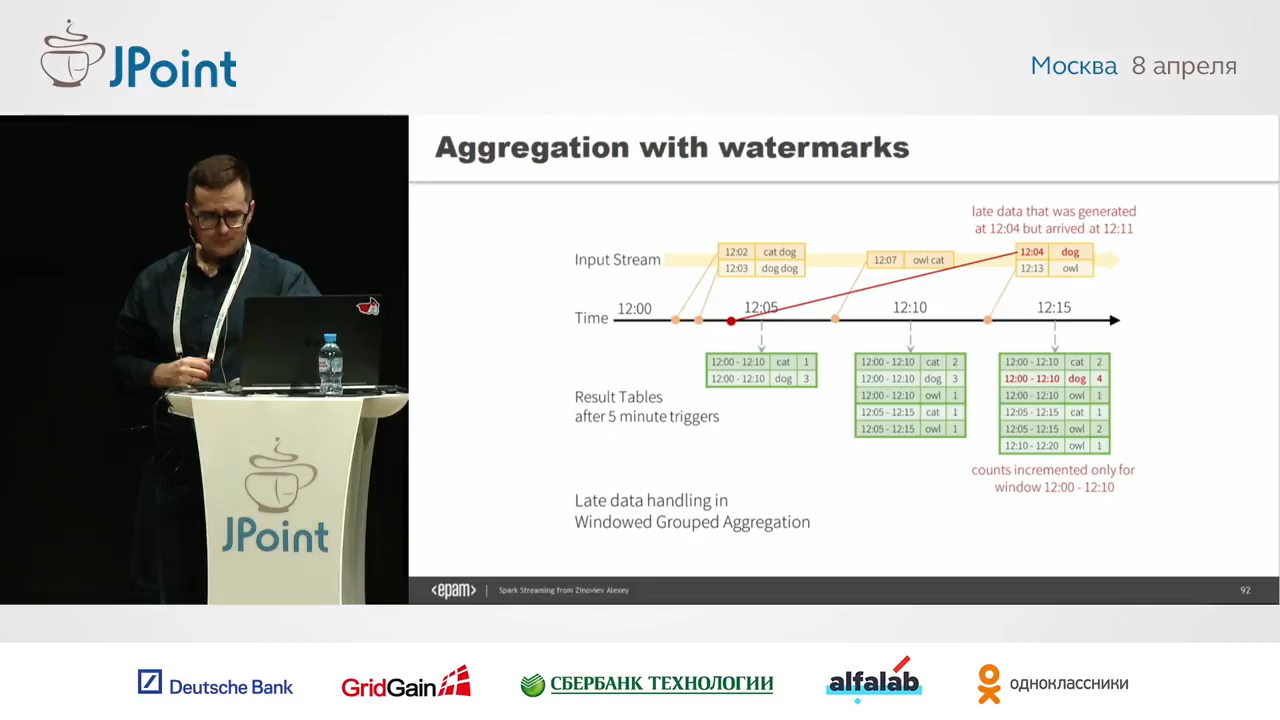 JPoint
Москва 8 апреля
Aggregation with watermarks
late data that was generated
at 12:04 but arrived at 12:11
Input Stream
12:02 cat dog
12:03 dog dog
12:07 owl cat
12:04 dog
12:13 owl
Time
12:00
12:05
12:10
12:15
12:00 - 12:10 cat 1
12:00 - 12:10 dog 3
12:00 - 12:10 cat 2
12:00 - 12:10 dog 3
12:00 - 12:10 owl 1
12:05 - 12:15 cat 1
12:05 - 12:15 owl 1
12:00 - 12:10 cat 2
12:00 - 12:10 dog 4
12:00 - 12:10 owl 1
12:05 - 12:15 cat 1
12:05 - 12:15 owl 2
12:10 - 12:20 owl 1
Result Tables
after 5 minute triggers
counts incremented only for
window 12:00 - 12:10
Late data handling in
Windowed Grouped Aggregation
<epam> | Spark Streaming from Zinoviev Alexey
92
JPoint
Deutsche Bank
GridGain
СБЕРБАНК ТЕХНОЛОГИИ
alfalab
одноклассники